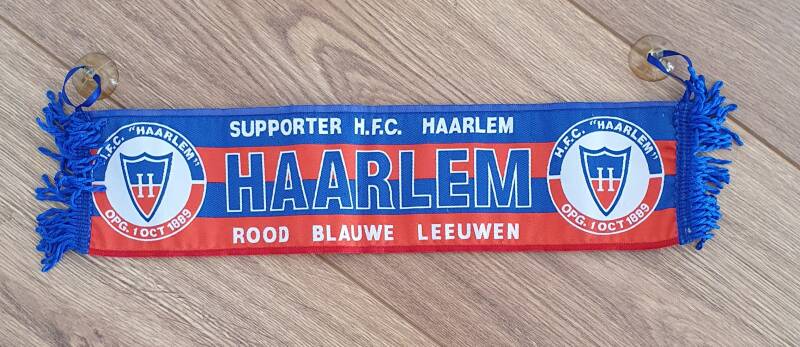 SUPPORTER H.F.C. HAARLEM
H.F.C. "HAARLEM"
H
OPG. 1 OCT 1889
HAARLEM
H.F.C. "HAARLEM"
H
OPG. 1 OCT 1889
ROOD BLAUWE LEEUWEN